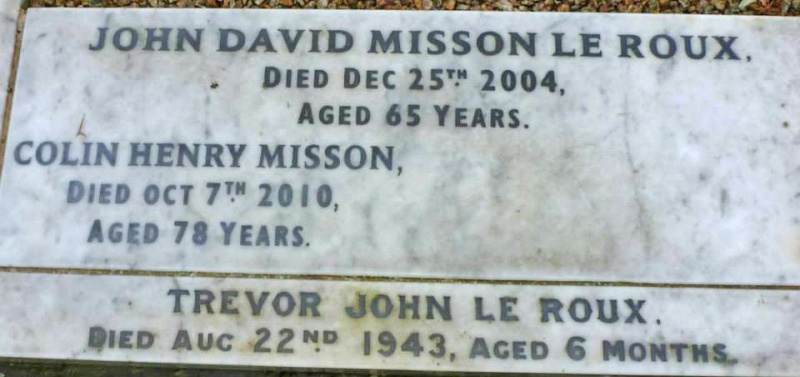 JOHN DAVID MISSON LE ROUX.
DIED DEC 25TH 2004,
AGED 65 YEARS.
COLIN HENRY MISSON,
DIED OCT 7TH 2010,
AGED 78 YEARS.
TREVOR JOHN LE ROUX.
DIED AUG 22ND 1943, AGED 6 MONTHS.